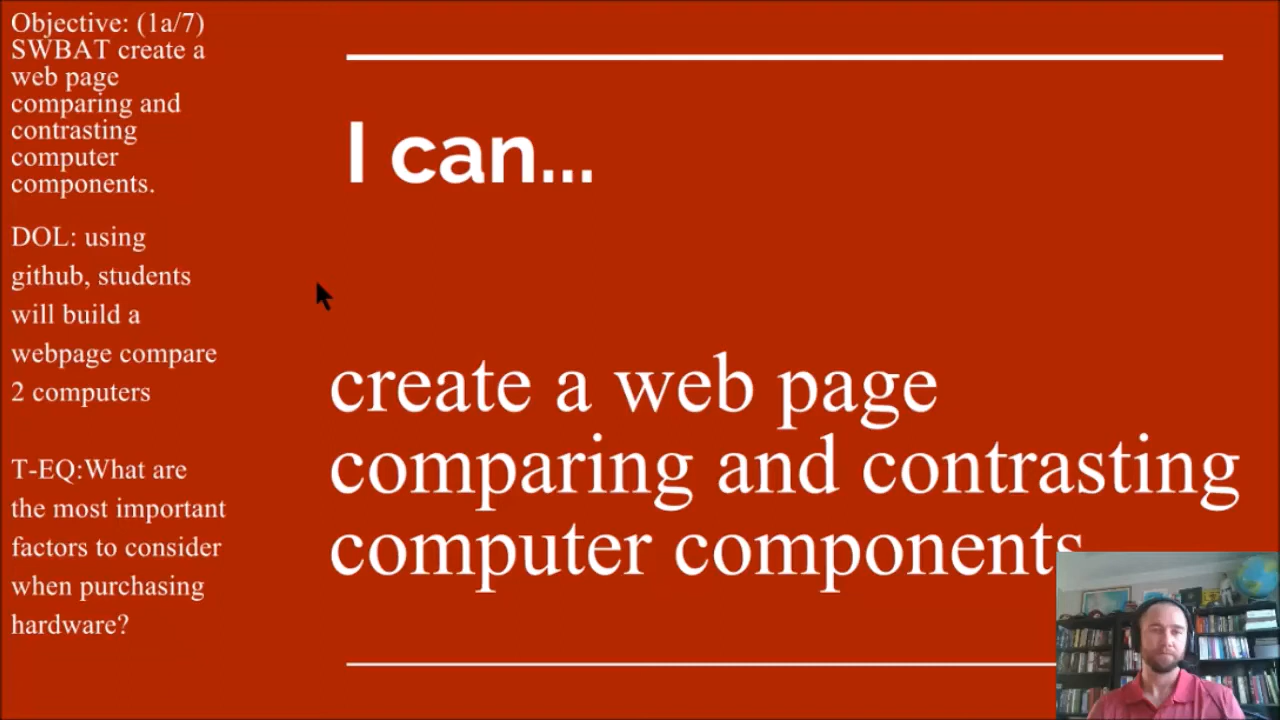 Objective: (1a/7)
SWBAT create a
web page
comparing and
contrasting
computer
components.
DOL: using
github, students
will build a
webpage compare
2 computers
T-EQ:What are
the most important
factors to consider
when purchasing
hardware?
I can...
create a web page
comparing and contrasting
computer components